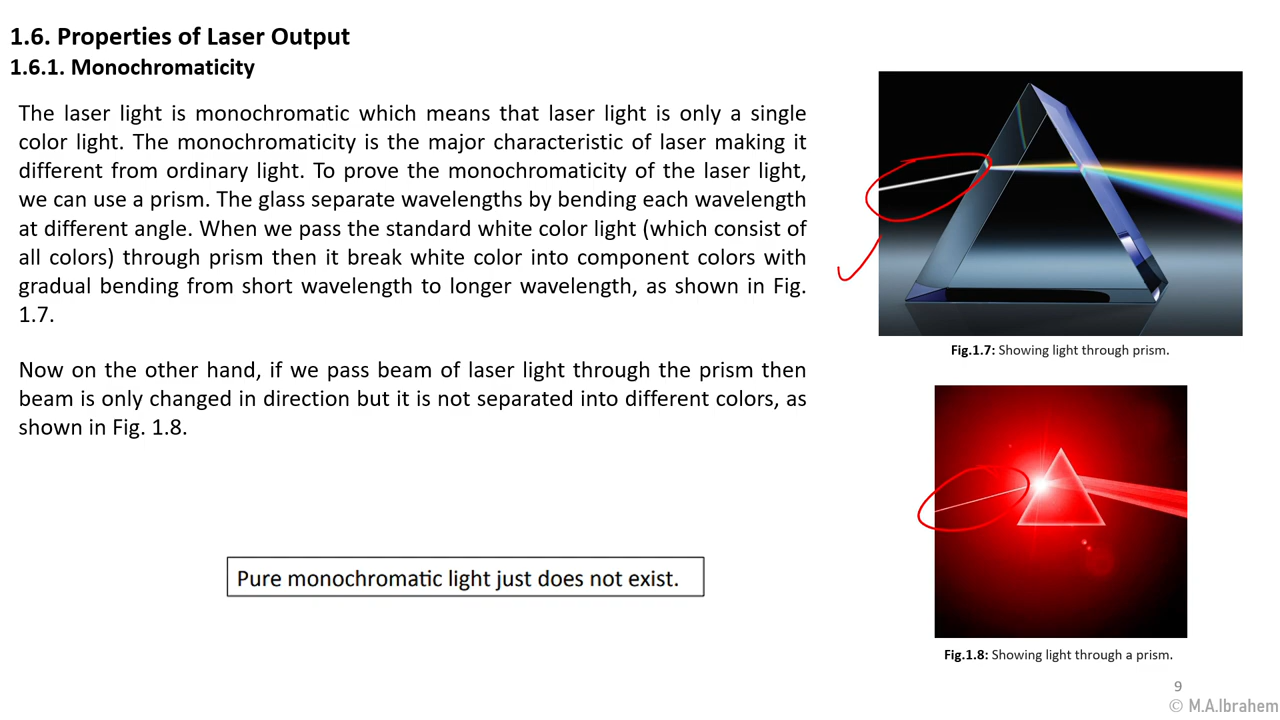 1.6. Properties of Laser Output
1.6.1. Monochromaticity
The laser light is monochromatic which means that laser light is only a single
color light. The monochromaticity is the major characteristic of laser making it
different from ordinary light. To prove the monochromaticity of the laser light,
we can use a prism. The glass separate wavelengths by bending each wavelength
at different angle. When we pass the standard white color light (which consist of
all colors) through prism then it break white color into component colors with
gradual bending from short wavelength to longer wavelength, as shown in Fig.
1.7.
Now on the other hand, if we pass beam of laser light through the prism then
beam is only changed in direction but it is not separated into different colors, as
shown in Fig. 1.8.
Pure monochromatic light just does not exist.
Fig.1.7: Showing light through prism.
Fig.1.8: Showing light through a prism.
9
© M.A.Ibrahem